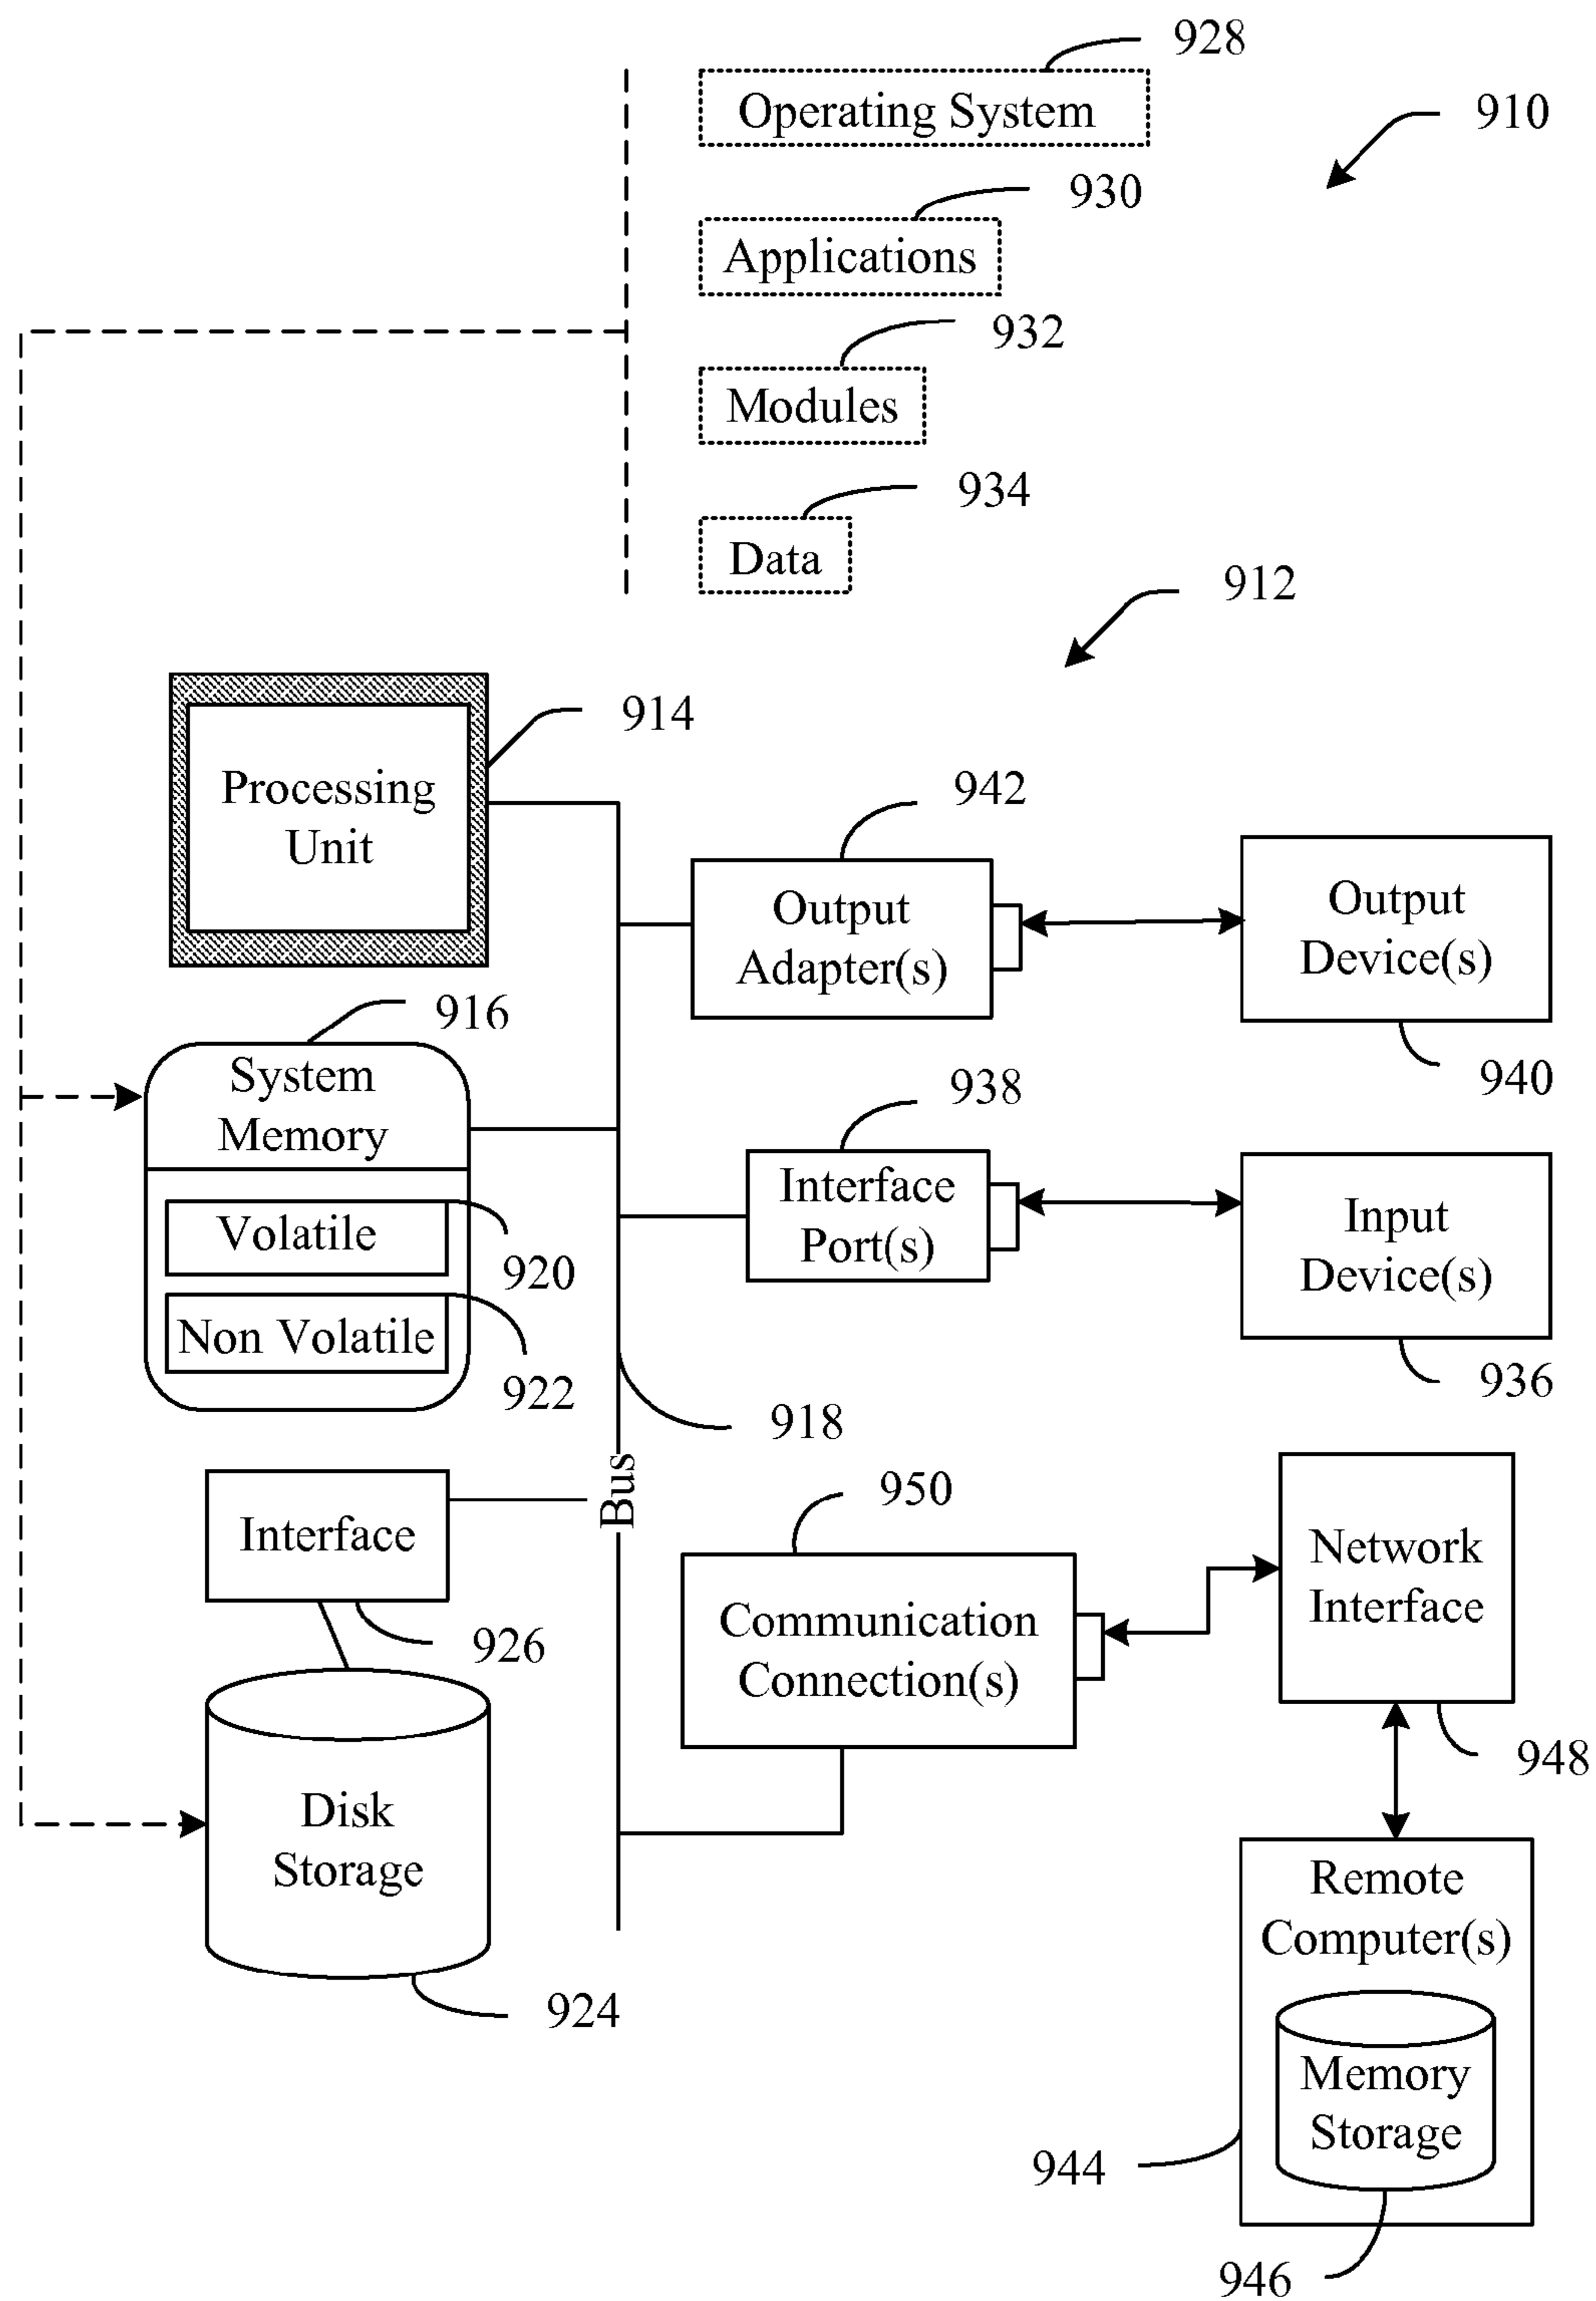 928
Operating System
910
930
Applications
932
Modules
934
Data
912
914
Processing
Unit
942
Output
Adapter(s)
Output
Device(s)
940
916
System
Memory
938
Interface
Port(s)
Input
Device(s)
936
Volatile
920
Non Volatile
922
918
Bus
950
Interface
926
Communication
Connection(s)
Network
Interface
948
Disk
Storage
924
Remote
Computer(s)
Memory
Storage
944
946